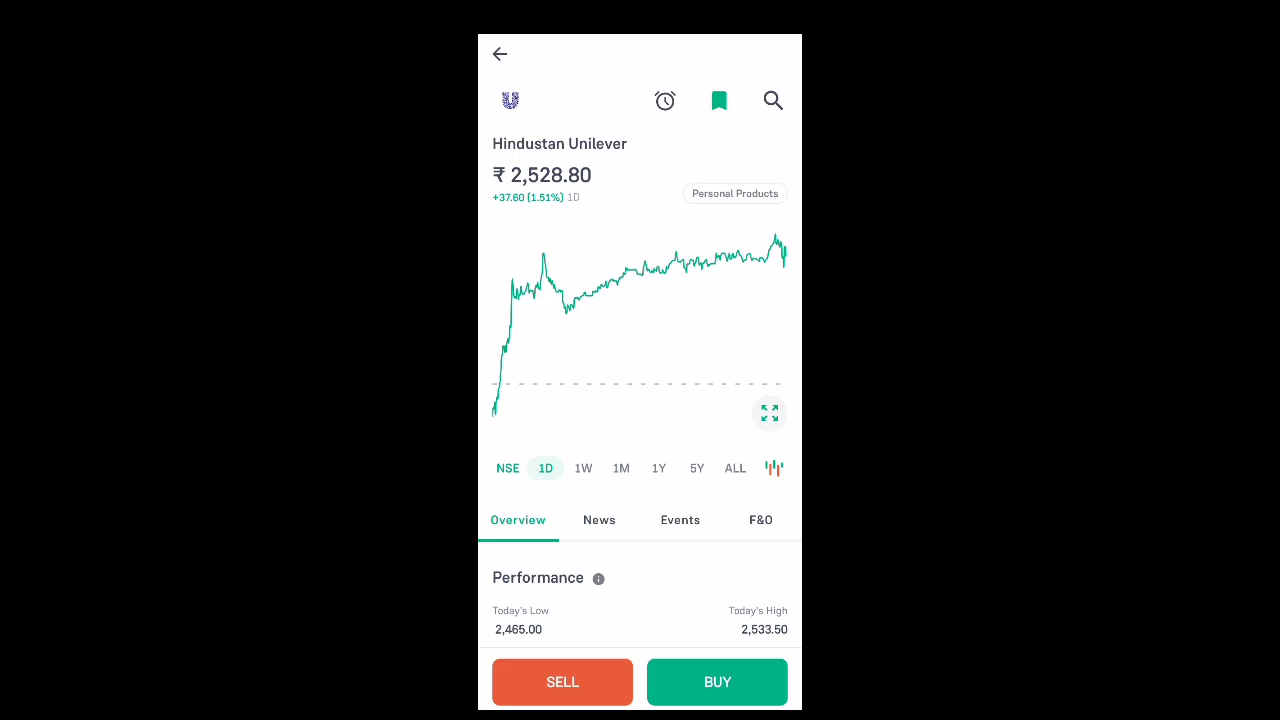 Hindustan Unilever
₹ 2,528.80
+37.60 (1.51%) 1D
Personal Products
NSE 1D 1W 1M 1Y 5Y ALL
Overview News Events F&O
Performance
Today's Low Today's High
2,465.00 2,533.50
SELL BUY